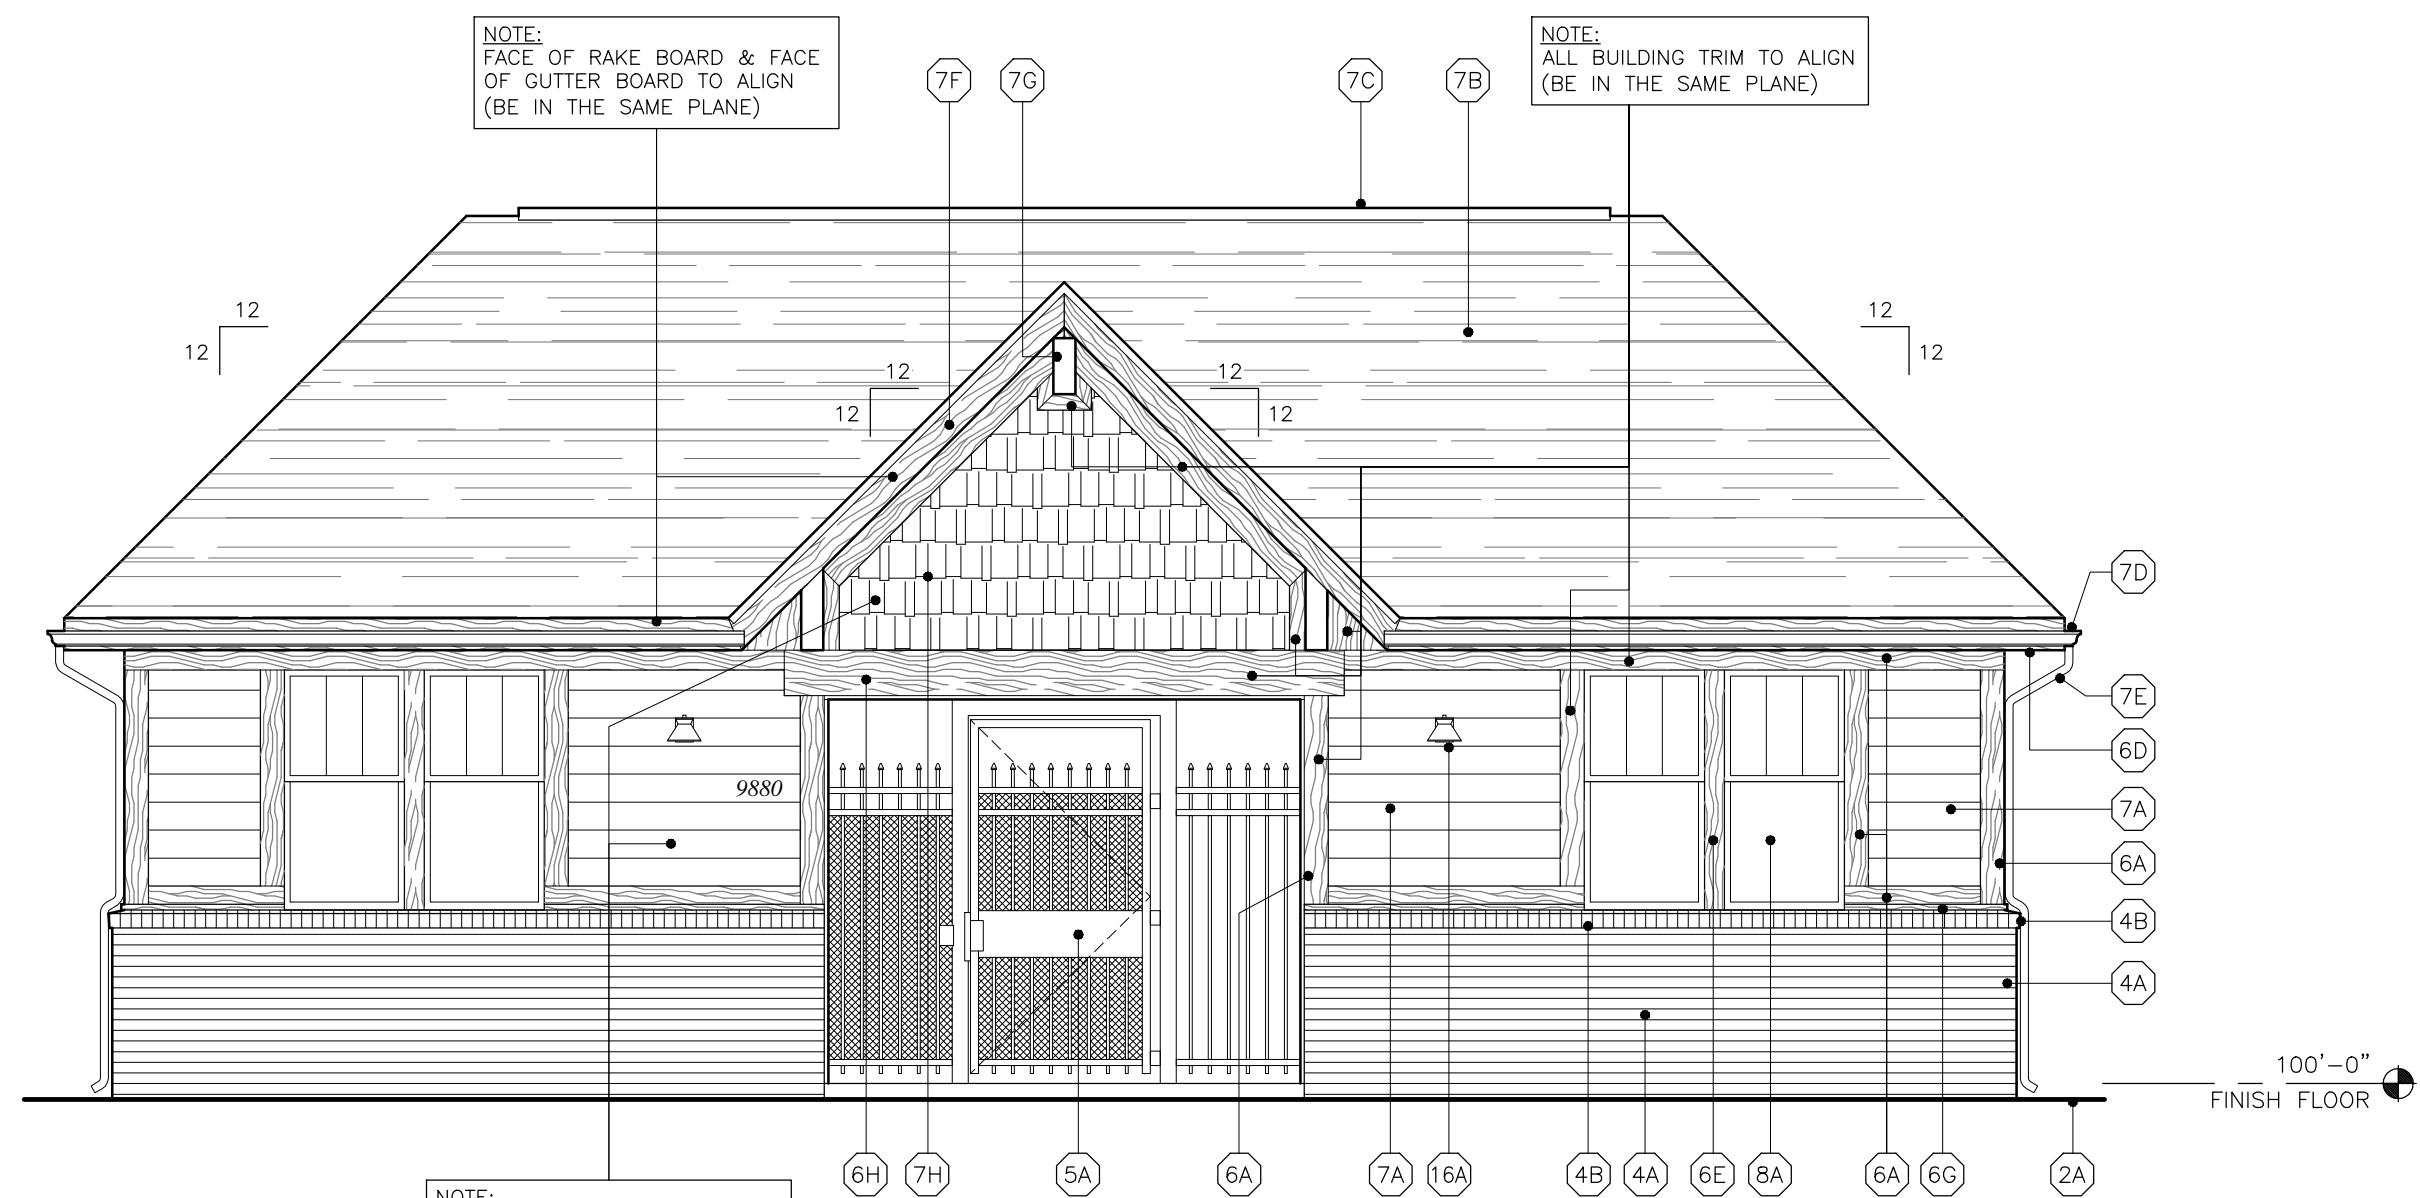 NOTE:
FACE OF RAKE BOARD & FACE
OF GUTTER BOARD TO ALIGN
(BE IN THE SAME PLANE)
7F
7G
7C
7B
NOTE:
ALL BUILDING TRIM TO ALIGN
(BE IN THE SAME PLANE)
12
12
12
12
12
12
12
12
7D
7E
6D
7A
6A
4B
4A
9880
100'-0"
FINISH FLOOR
6H
7H
5A
6A
7A
16A
4B
4A
6E
8A
6A
6G
2A
NOTE: